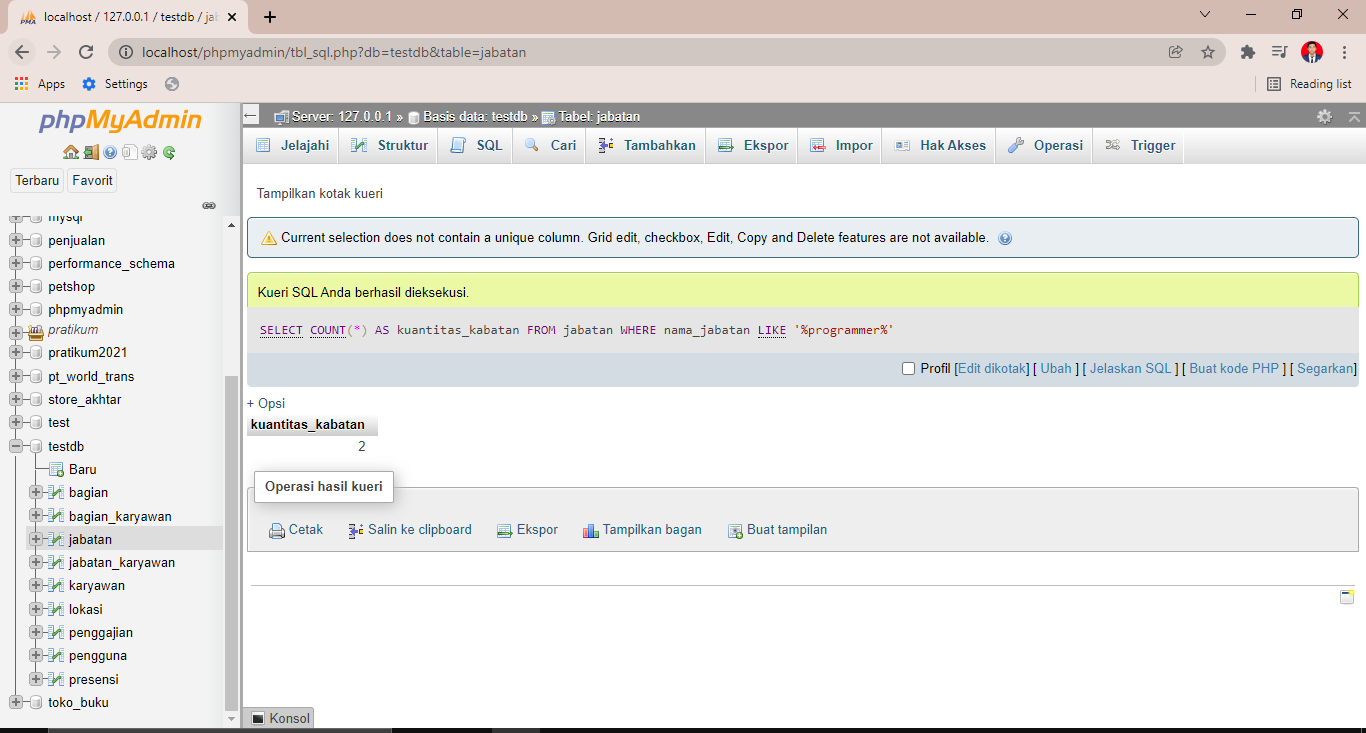 localhost / 127.0.0.1 / testdb / jab
localhost/phpmyadmin/tbl_sql.php?db=testdb&table=jabatan
Apps Settings Reading list
phpMyAdmin
Terbaru Favorit
mysql
penjualan
performance_schema
petshop
phpmyadmin
pratikum
pratikum2021
pt_world_trans
store_akhtar
test
testdb
Baru
bagian
bagian_karyawan
jabatan
jabatan_karyawan
karyawan
lokasi
penggajian
pengguna
presensi
toko_buku
Server: 127.0.0.1 » Basis data: testdb » Tabel: jabatan
Jelajahi Struktur SQL Cari Tambahkan Ekspor Impor Hak Akses Operasi Trigger
Tampilkan kotak kueri
Current selection does not contain a unique column. Grid edit, checkbox, Edit, Copy and Delete features are not available.
Kueri SQL Anda berhasil dieksekusi.
SELECT COUNT(*) AS kuantitas_kabatan FROM jabatan WHERE nama_jabatan LIKE '%programmer%'
Profil [Edit dikotak] [ Ubah ] [ Jelaskan SQL ] [ Buat kode PHP ] [ Segarkan]
+ Opsi
kuantitas_kabatan
2
Operasi hasil kueri
Cetak Salin ke clipboard Ekspor Tampilkan bagan Buat tampilan
Konsol